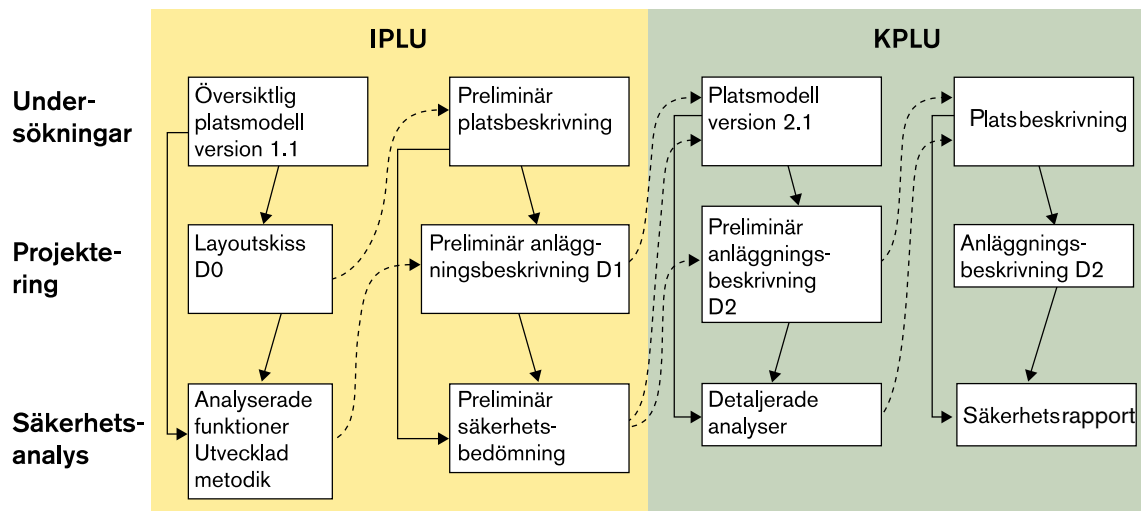 IPLU
KPLU
Under-
sökningar
Översiktlig
platsmodell
version 1.1
Preliminär
platsbeskrivning
Platsmodell
version 2.1
Platsbeskrivning
Projekte-
ring
Layoutskiss
D0
Preliminär anlägg-
ningsbeskrivning D1
Preliminär
anläggnings-
beskrivning
D2
Anläggnings-
beskrivning D2
Säkerhets-
analys
Analyserade
funktioner
Utvecklad
metodik
Preliminär
säkerhets-
bedömning
Detaljerade
analyser
Säkerhetsrapport